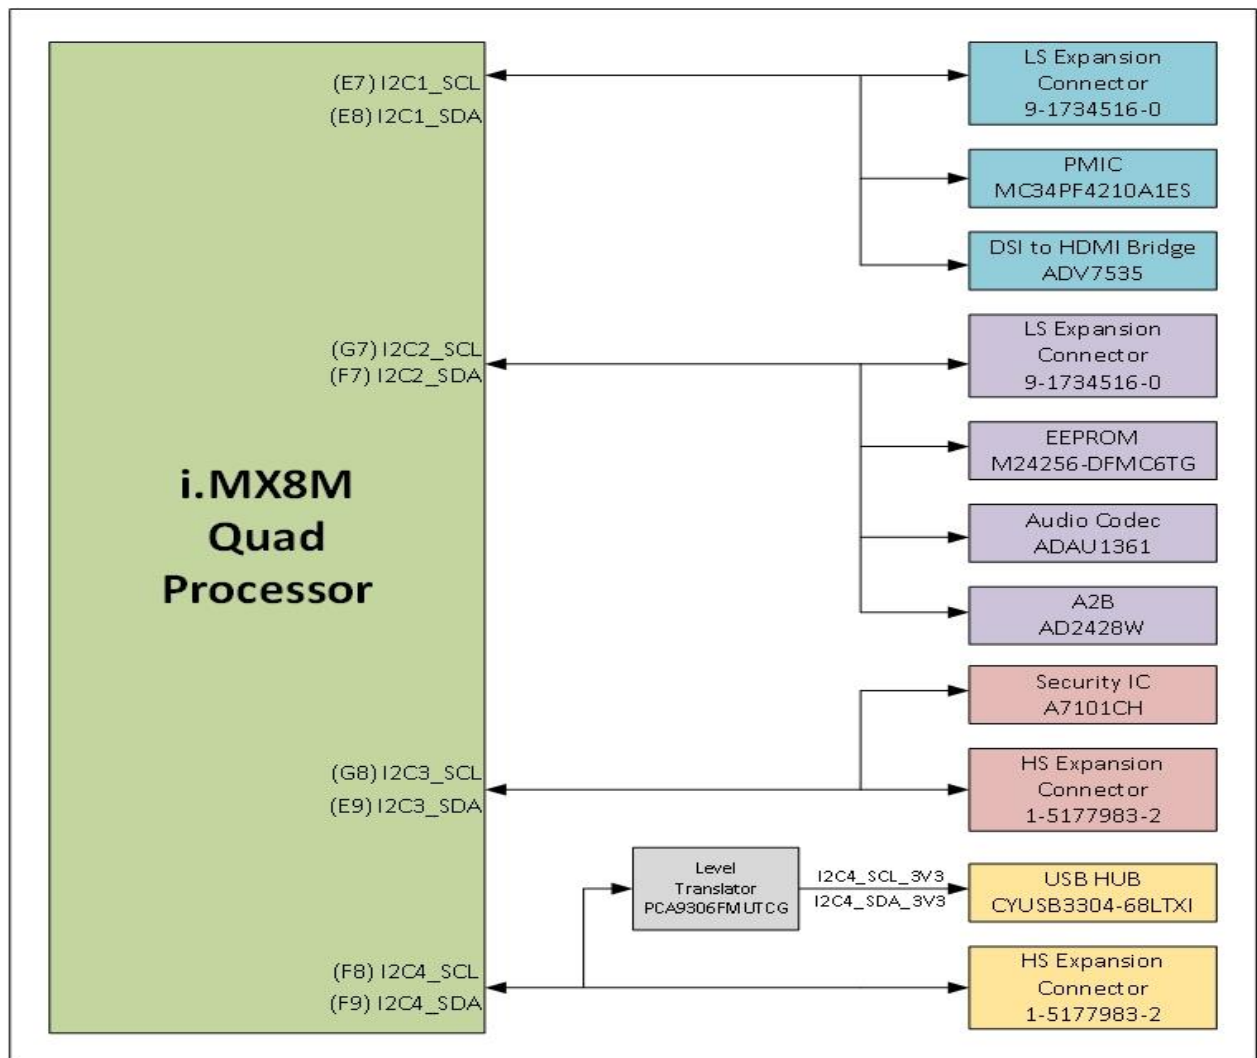 (E7) I2C1_SCL
(E8) I2C1_SDA
LS Expansion
Connector
9-1734516-0
PMIC
MC34PF4210A1ES
DSI to HDMI Bridge
ADV7535
(G7) I2C2_SCL
(F7) I2C2_SDA
LS Expansion
Connector
9-1734516-0
EEPROM
M24256-DFMC6TG
Audio Codec
ADAU1361
A2B
AD2428W
i.MX8M
Quad
Processor
Security IC
A7101CH
(G8) I2C3_SCL
(E9) I2C3_SDA
HS Expansion
Connector
1-5177983-2
Level
Translator
PCA9306FMUTCG
I2C4_SCL_3V3
I2C4_SDA_3V3
USB HUB
CYUSB3304-68LTXI
(F8) I2C4_SCL
(F9) I2C4_SDA
HS Expansion
Connector
1-5177983-2